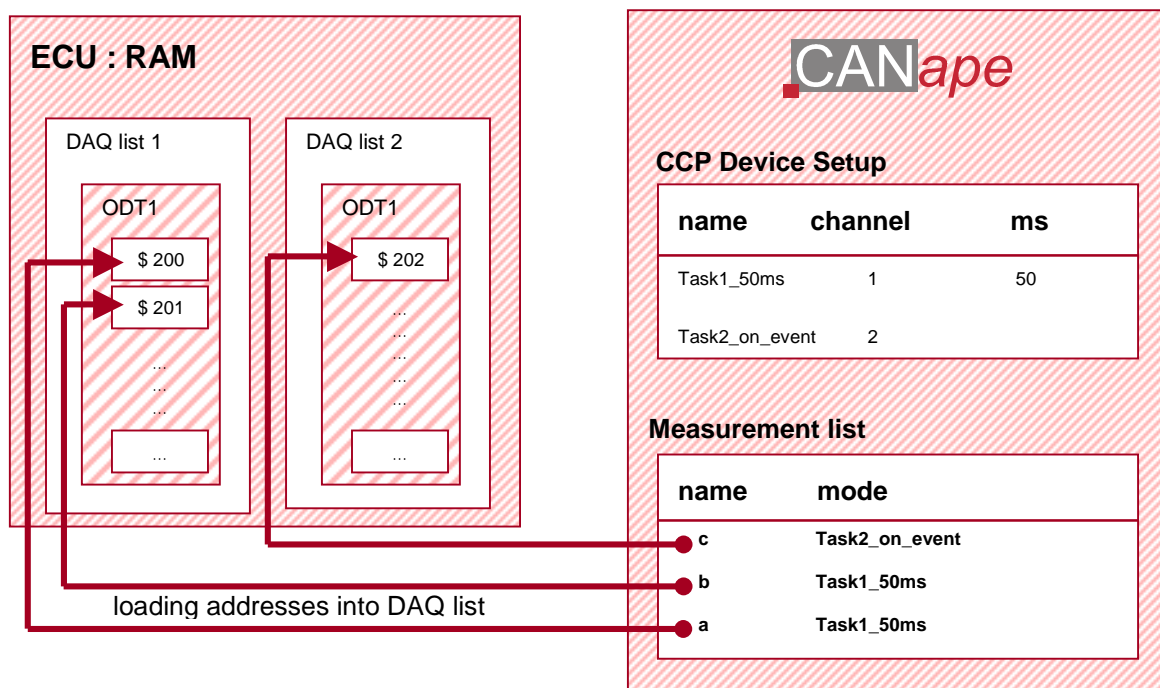 ECU : RAM
DAQ list 1
ODT1
$ 200
$ 201
...
...
...
...
DAQ list 2
ODT1
$ 202
...
...
...
...
...
...
loading addresses into DAQ list
CANape
CCP Device Setup
name channel ms
Task1_50ms 1 50
Task2_on_event 2
Measurement list
name mode
c Task2_on_event
b Task1_50ms
a Task1_50ms